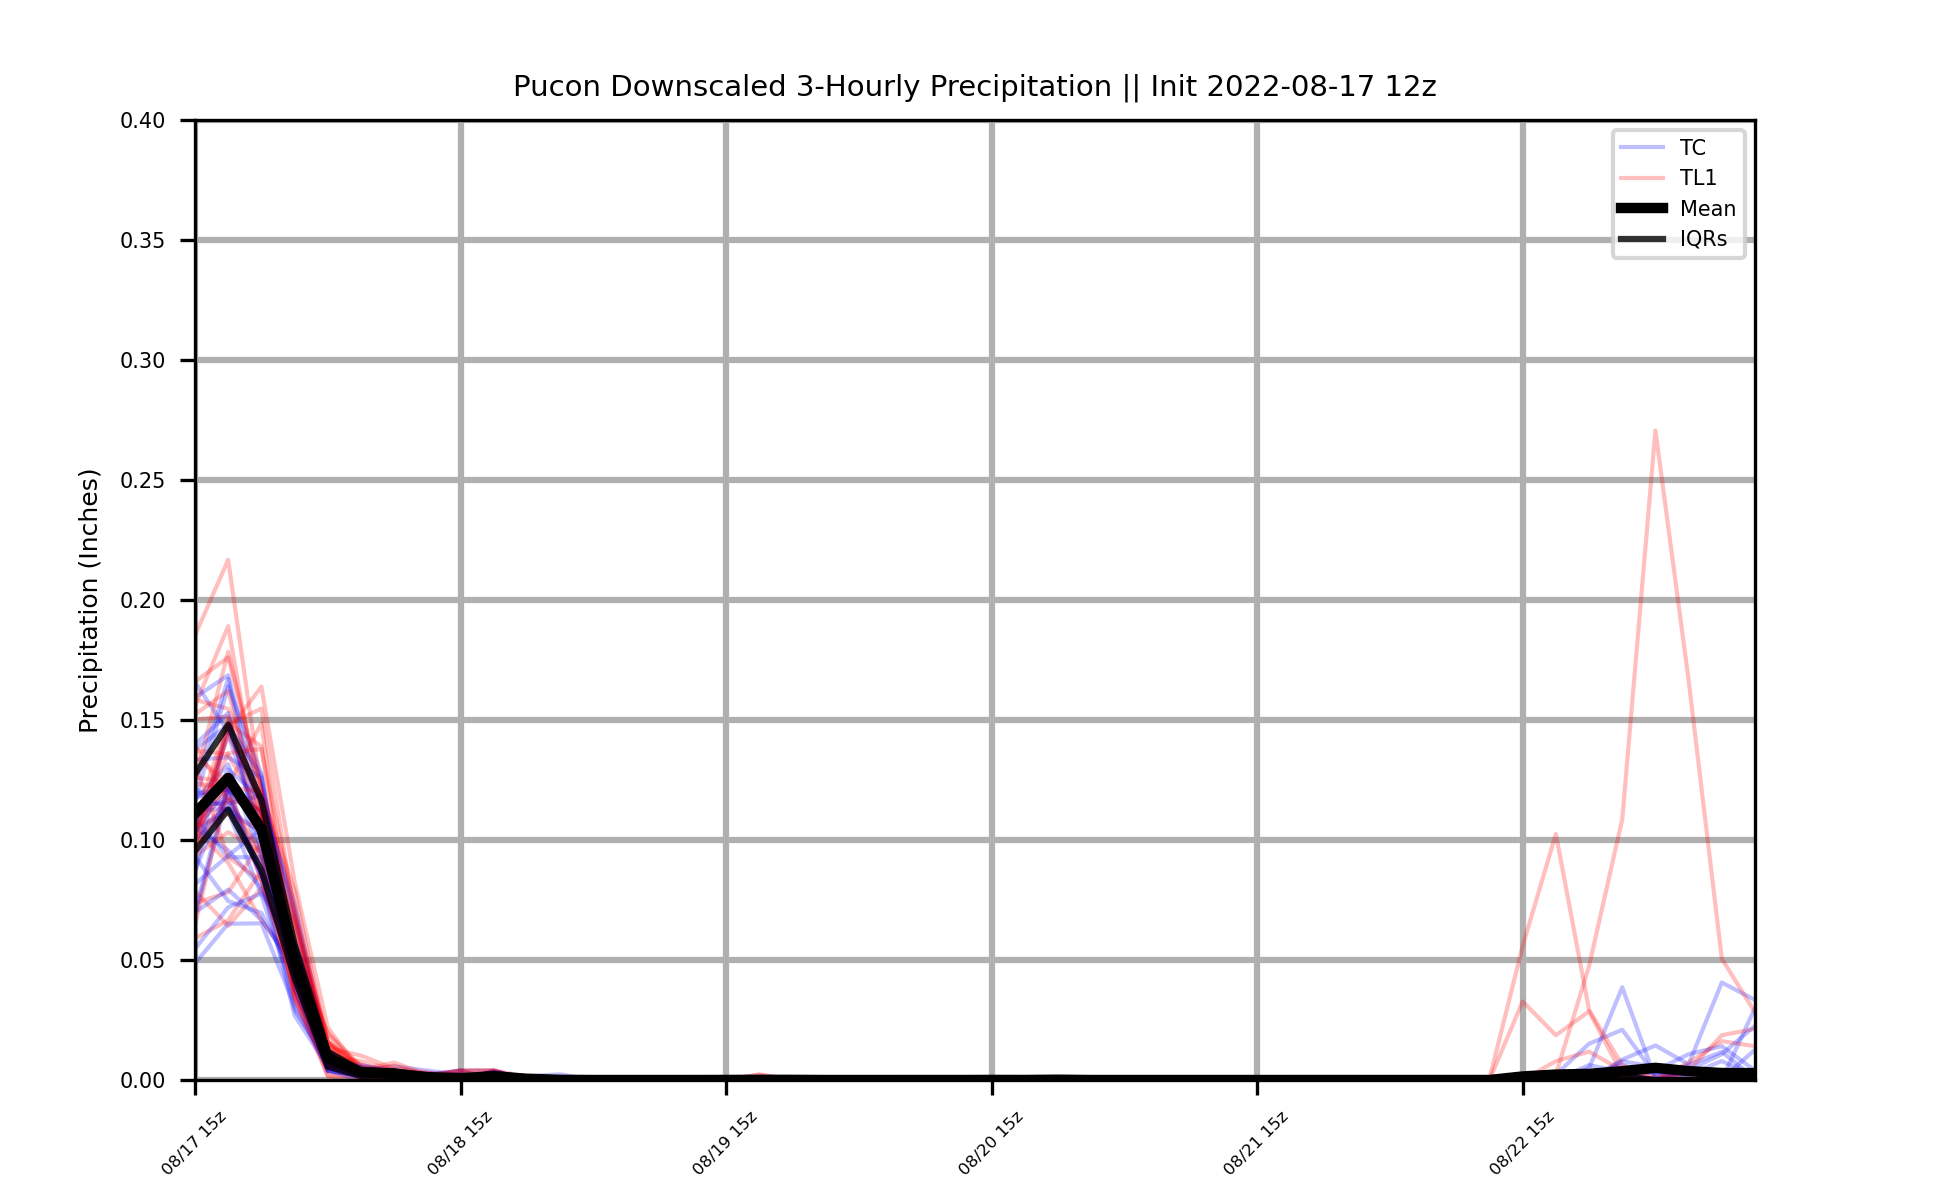 Pucon Downscaled 3-Hourly Precipitation || Init 2022-08-17 12z
TC
TL1
Mean
IQRs
Precipitation (Inches)
0.40
0.35
0.30
0.25
0.20
0.15
0.10
0.05
0.00
08/17 15z
08/18 15z
08/19 15z
08/20 15z
08/21 15z
08/22 15z